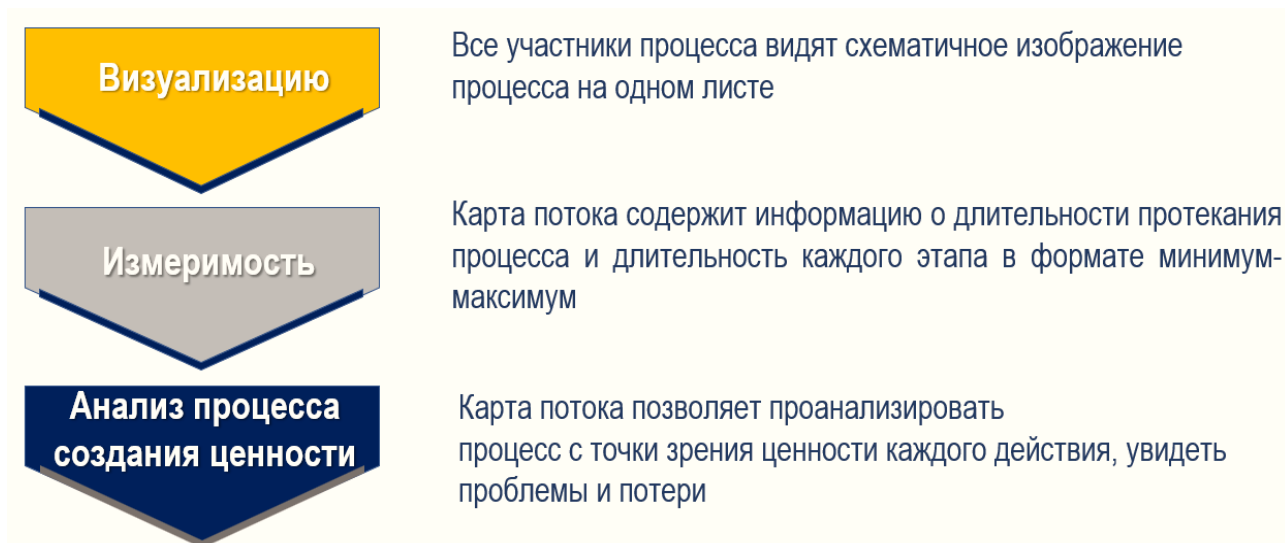 Визуализацию
Все участники процесса видят схематичное изображение
процесса на одном листе
Измеримость
Карта потока содержит информацию о длительности протекания
процесса и длительность каждого этапа в формате минимум-
максимум
Анализ процесса
создания ценности
Карта потока позволяет проанализировать
процесс с точки зрения ценности каждого действия, увидеть
проблемы и потери